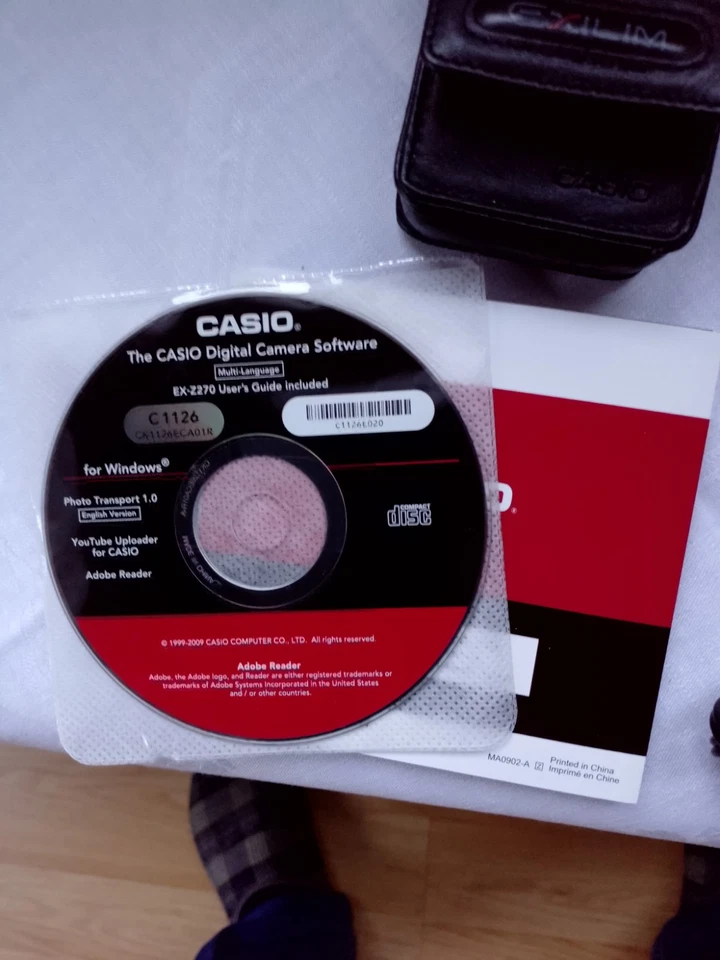 EXILIM
CASIO
CASIO®
The CASIO Digital Camera Software
Multi-Language
EX-Z270 User's Guide included
C1126
CK1126ECA01R
C1126E020
for Windows®
Photo Transport 1.0
English Version
YouTube Uploader
for CASIO
Adobe Reader
COMPACT
disc
© 1999-2009 CASIO COMPUTER CO., LTD. All rights reserved.
Adobe Reader
Adobe, the Adobe logo, and Reader are either registered trademarks or
trademarks of Adobe Systems Incorporated in the United States
and / or other countries.
O®
MA0902-A 2 Printed in China
Imprimé en Chine